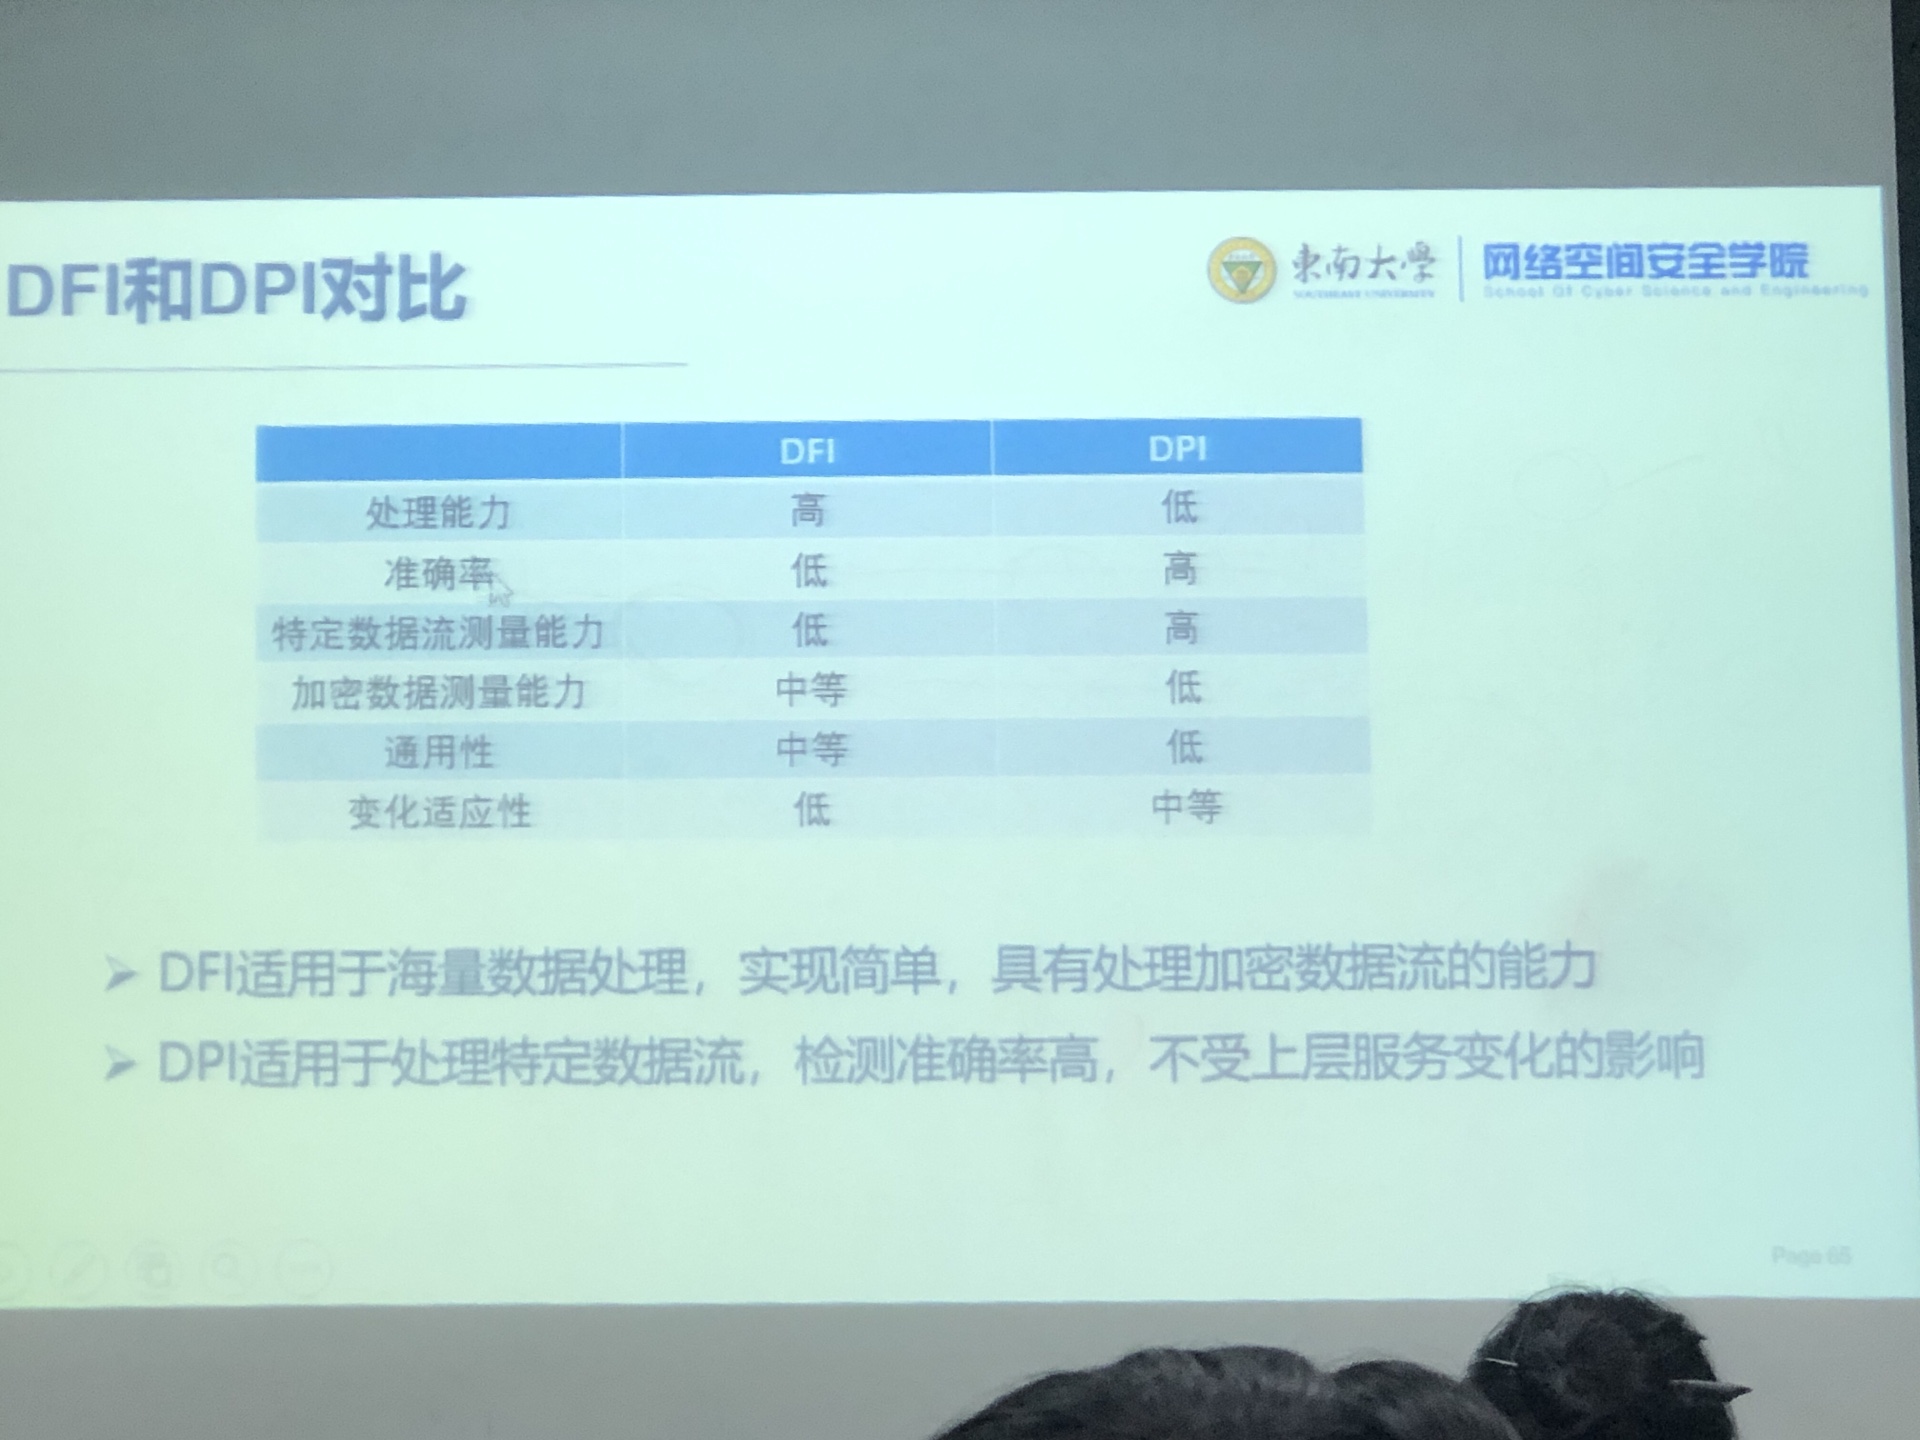 DFI和DPI对比
東南大學
SOUTHEAST UNIVERSITY
网络空间安全学院
School Of Cyber Science and Engineering
DFI DPI
处理能力 高 低
准确率 低 高
特定数据流测量能力 低 高
加密数据测量能力 中等 低
通用性 中等 低
变化适应性 低 中等
DFI适用于海量数据处理，实现简单，具有处理加密数据流的能力
DPI适用于处理特定数据流，检测准确率高，不受上层服务变化的影响
Page 65